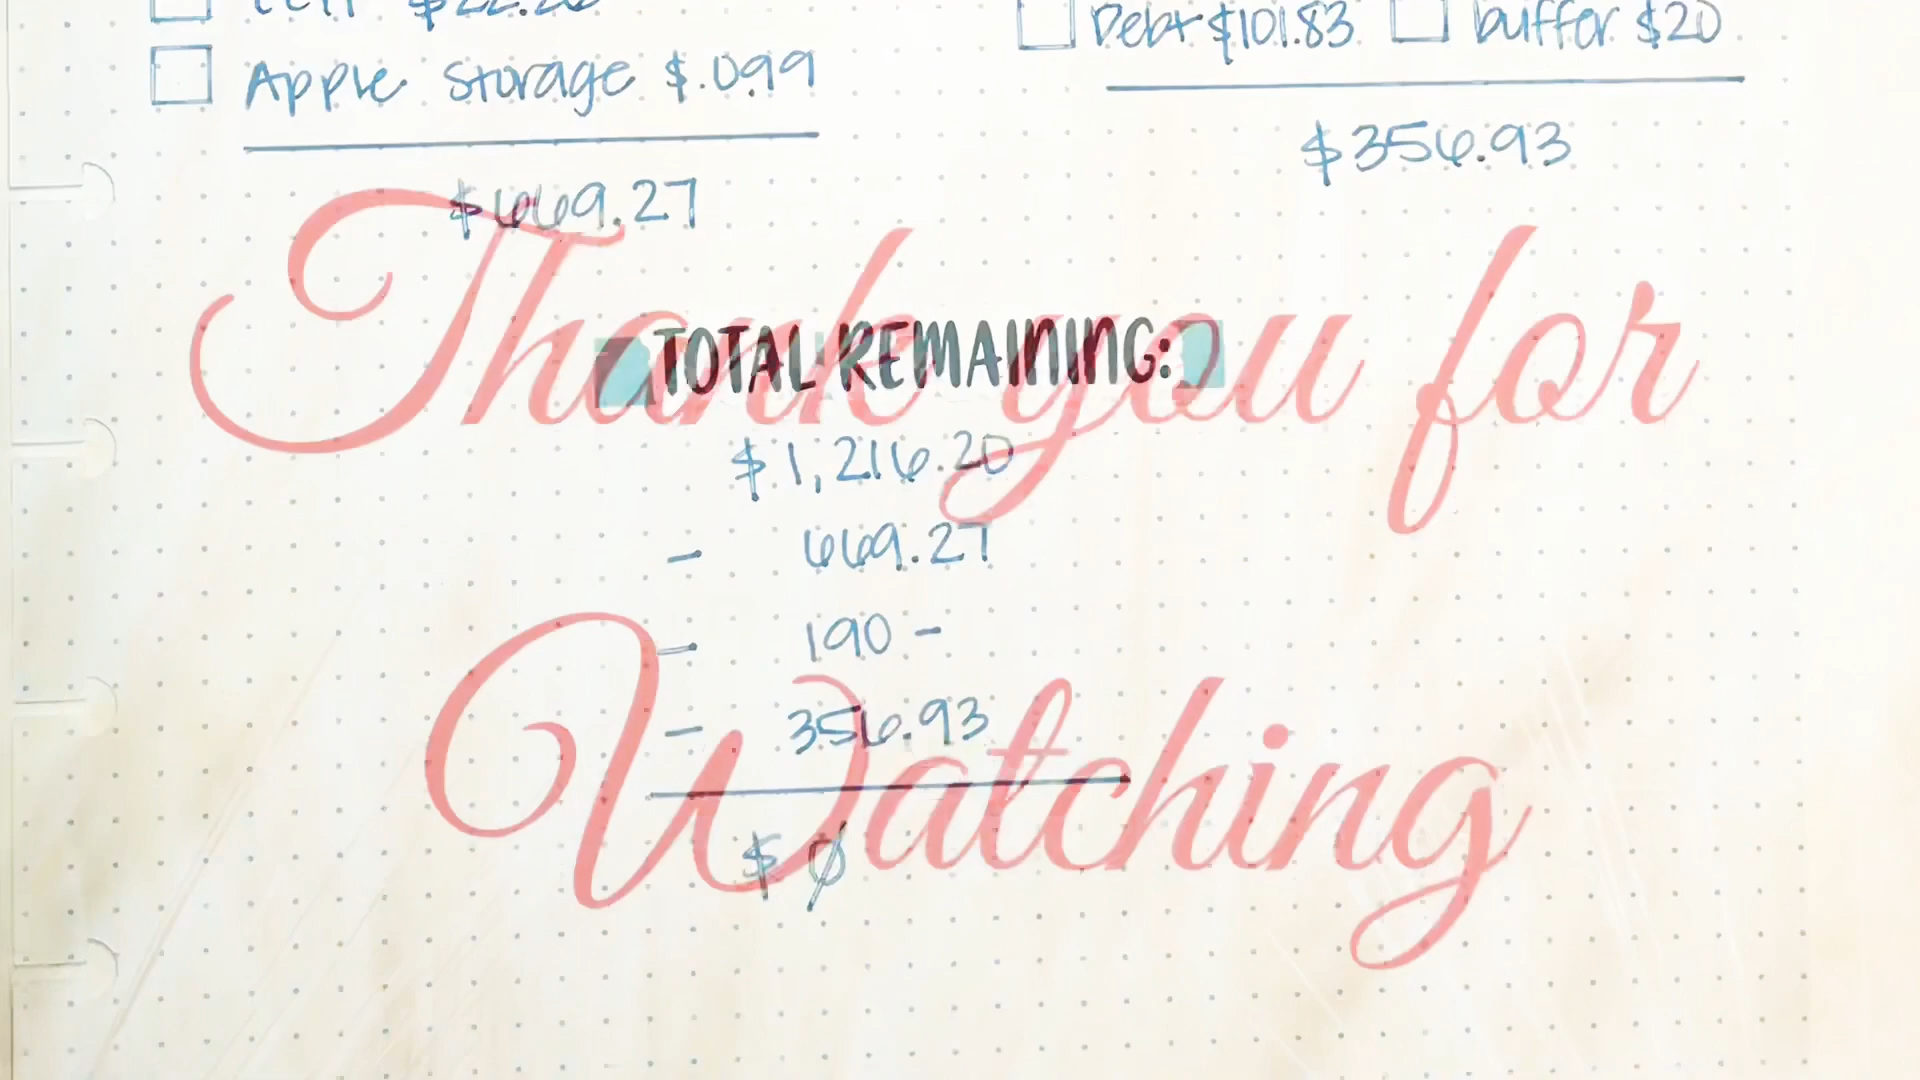 Debt $101.83 buffer $20
Apple Storage $.099
$356.93
$669.27
Thank you for
TOTAL REMAINING:
$1,216.20
- 669.27
- 190 -
- 356.93
Watching
$ 0